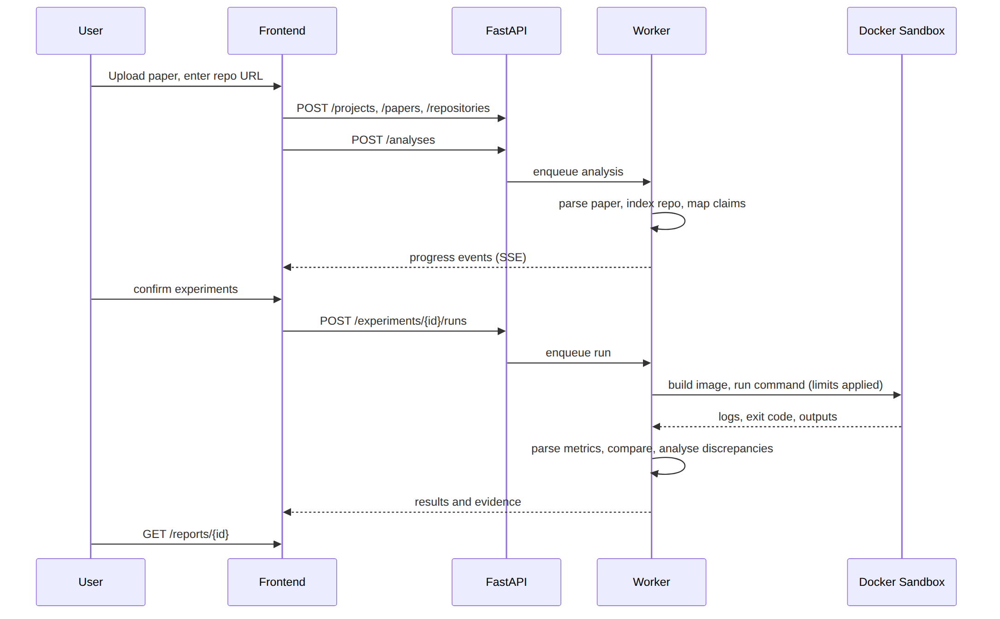 User
Frontend
FastAPI
Worker
Docker Sandbox
Upload paper, enter repo URL
POST /projects, /papers, /repositories
POST /analyses
enqueue analysis
parse paper, index repo, map claims
progress events (SSE)
confirm experiments
POST /experiments/{id}/runs
enqueue run
build image, run command (limits applied)
logs, exit code, outputs
parse metrics, compare, analyse discrepancies
results and evidence
GET /reports/{id}
User
Frontend
FastAPI
Worker
Docker Sandbox